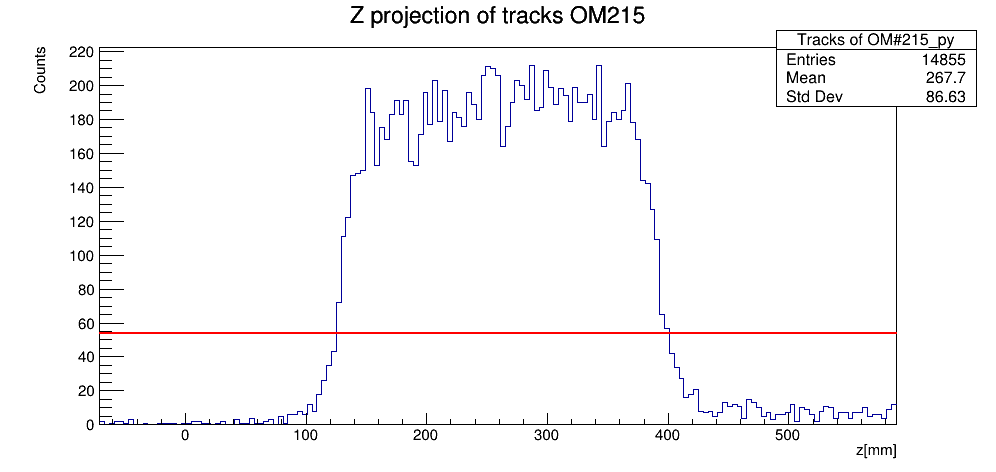 Z projection of tracks OM215
Tracks of OM#215_py
Entries 14855
Mean 267.7
Std Dev 86.63
Counts
220
200
180
160
140
120
100
80
60
40
20
0
0 100 200 300 400 500
z[mm]